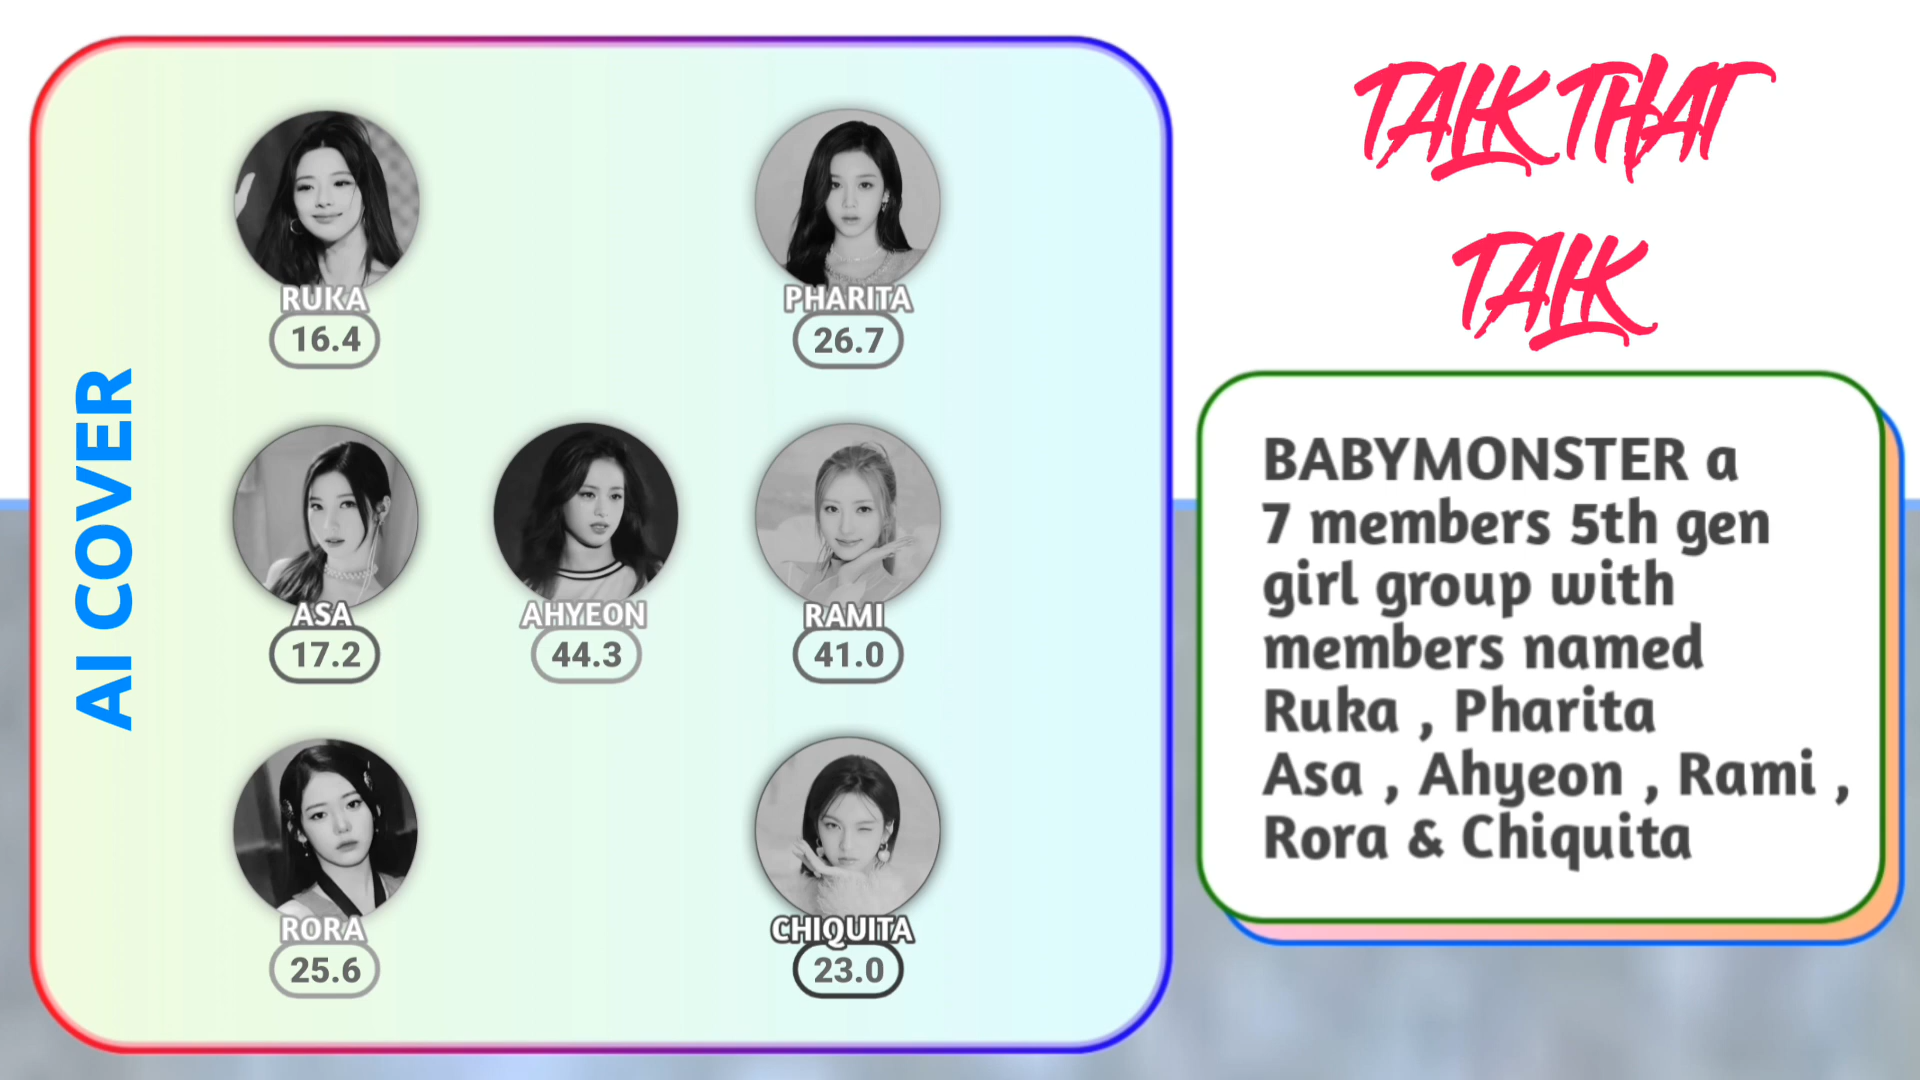 AI COVER
RUKA
16.4
PHARITA
26.7
ASA
17.2
AHYEON
44.3
RAMI
41.0
RORA
25.6
CHIQUITA
23.0
TALK THAT
TALK
BABYMONSTER a
7 members 5th gen
girl group with
members named
Ruka , Pharita
Asa , Ahyeon , Rami ,
Rora & Chiquita